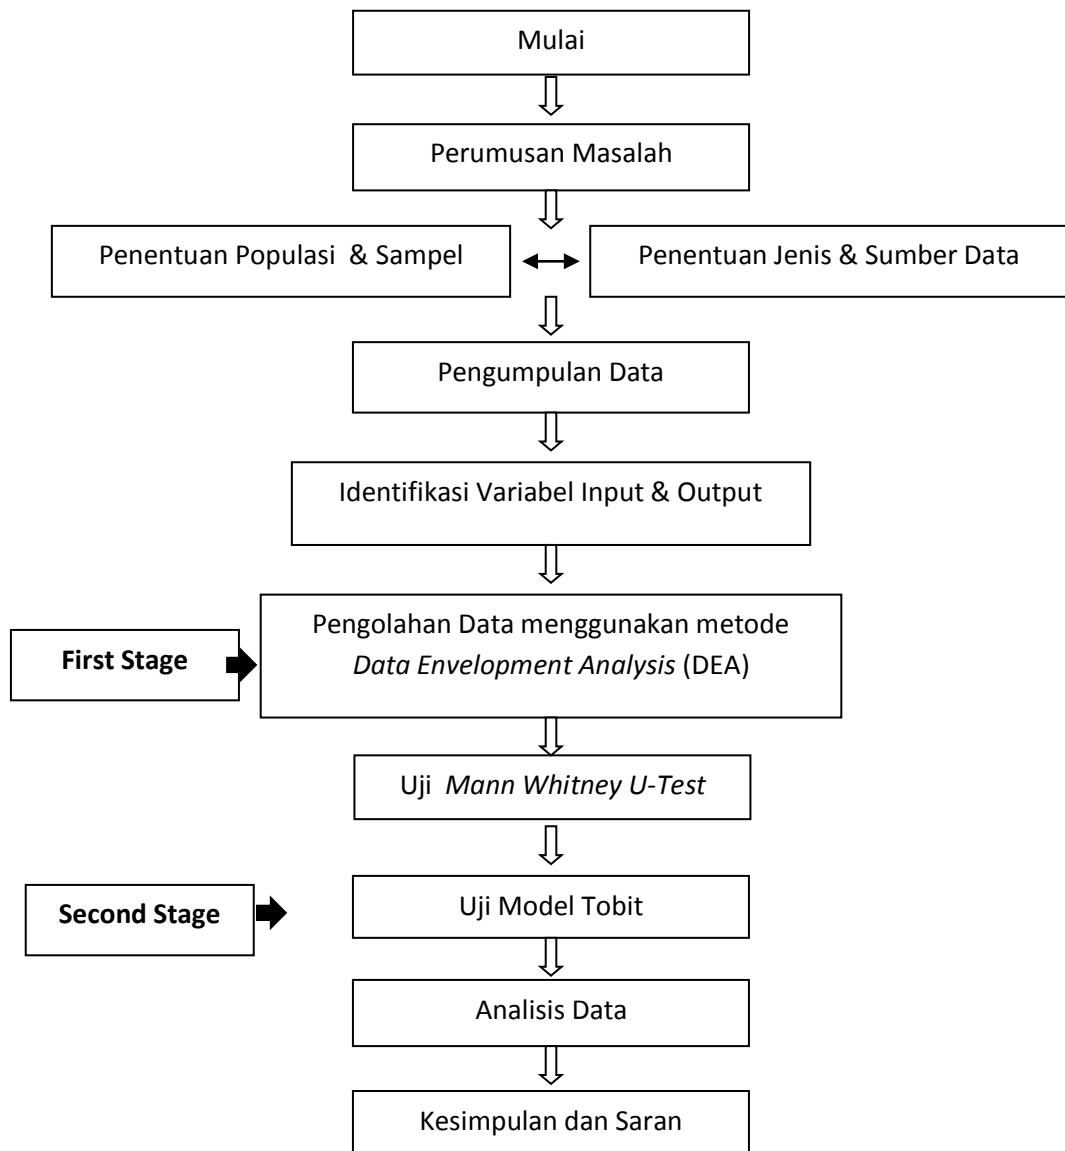 Mulai
Perumusan Masalah
Penentuan Populasi & Sampel
Penentuan Jenis & Sumber Data
Pengumpulan Data
Identifikasi Variabel Input & Output
Pengolahan Data menggunakan metode
Data Envelopment Analysis (DEA)
First Stage
Uji Mann Whitney U-Test
Second Stage
Uji Model Tobit
Analisis Data
Kesimpulan dan Saran